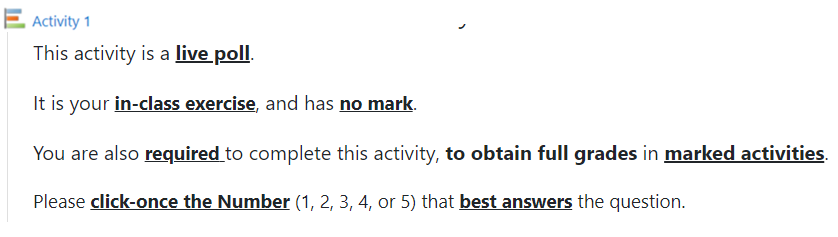 Activity 1
This activity is a live poll.
It is your in-class exercise, and has no mark.
You are also required to complete this activity, to obtain full grades in marked activities.
Please click-once the Number (1, 2, 3, 4, or 5) that best answers the question.